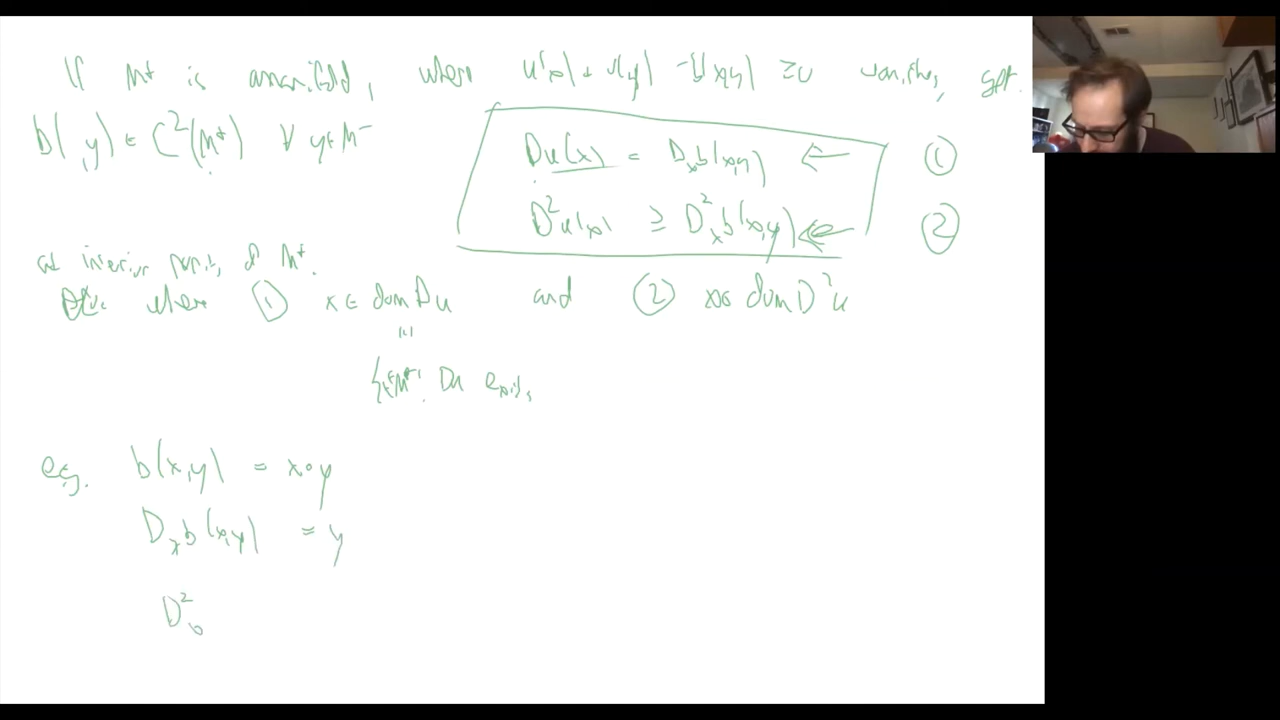 If M⁺ is a manifold, where u(x) + v(y) - b(x,y) ≥ 0 vanishes, get
b(·,y) ∈ C²(M⁺) ∀ y ∈ M⁻
Du(x) = D_x b(x,y) ⇐ ①
D²u(x) ≥ D²_x b(x,y) ⇐ ②
at interior points of M⁺.
where ① x ∈ dom Du and ② x ∈ dom D²u
{x ∈ M⁺: Du exists
e.g. b(x,y) = x·y
D_x b(x,y) = y
D²